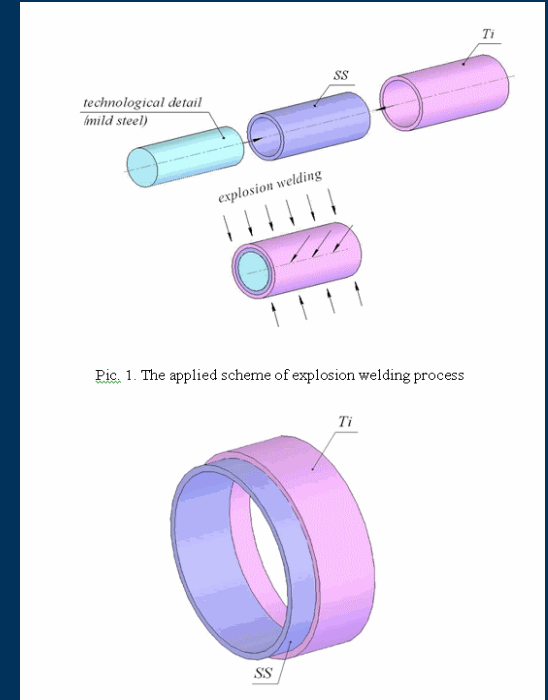 Ti
SS
technological detail
(mild steel)
explosion welding
Pic. 1. The applied scheme of explosion welding process
Ti
SS